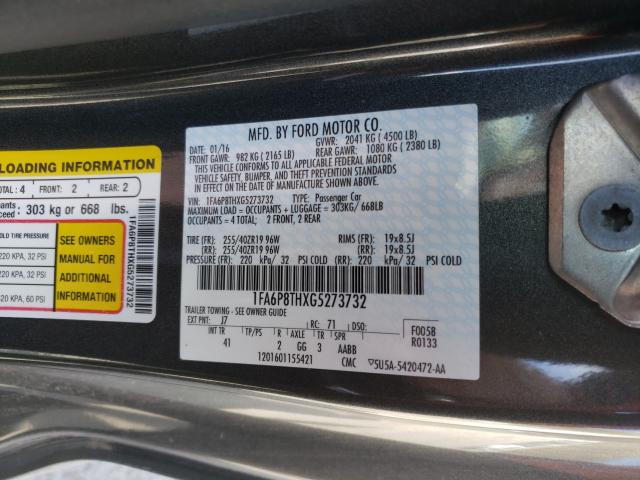 LOADING INFORMATION
TOTAL: 4 FRONT: 2 REAR: 2
303 kg or 668 lbs.
TIRE PRESSURE
220 KPA, 32 PSI
220 KPA, 32 PSI
420 KPA, 60 PSI
SEE OWNERS
MANUAL FOR
ADDITIONAL
INFORMATION
1FA6P8THXG5273732
MFD. BY FORD MOTOR CO.
DATE: 01/16 GVWR: 2041 KG (4500 LB)
FRONT GAWR: 982 KG (2165 LB) REAR GAWR: 1080 KG (2380 LB)
THIS VEHICLE CONFORMS TO ALL APPLICABLE FEDERAL MOTOR
VEHICLE SAFETY, BUMPER, AND THEFT PREVENTION STANDARDS
IN EFFECT ON THE DATE OF MANUFACTURE SHOWN ABOVE.
VIN: 1FA6P8THXG5273732 TYPE: Passenger Car
MAXIMUM LOAD = OCCUPANTS + LUGGAGE = 303KG/ 668LB
OCCUPANTS = 4 TOTAL: 2 FRONT, 2 REAR
TIRE (FR): 255/40ZR19 96W RIMS (FR): 19x8.5J
(RR): 255/40ZR19 96W (RR): 19x8.5J
PRESSURE (FR): 220 kPa/ 32 PSI COLD (RR): 220 kPa/ 32 PSI COLD
1FA6P8THXG5273732
TRAILER TOWING - SEE OWNER GUIDE
EXT PNT: J7 RC: 71 DSO: F0058
R0133
INT TR TP/PS R AXLE TR SPR
41 2 GG 3 AABB
1201601155421 CMC 5U5A-5420472-AA